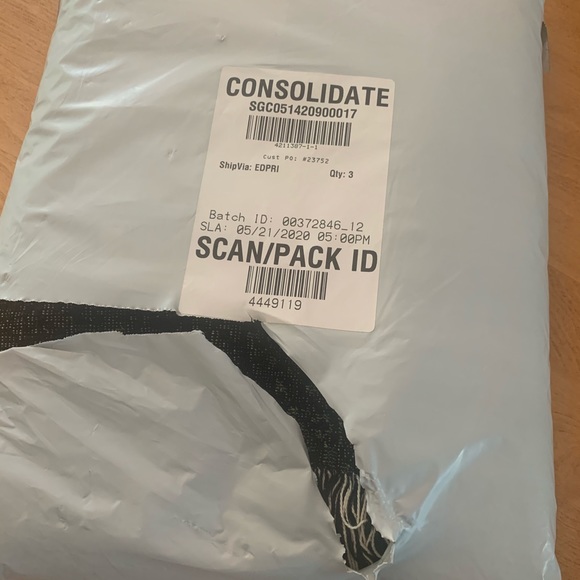 CONSOLIDATE
SGC051420900017
4211387-1-1
Cust PO: #23752
ShipVia: EDPRI Qty: 3
Batch ID: 00372846_12
SLA: 05/21/2020 05:00PM
SCAN/PACK ID
4449119